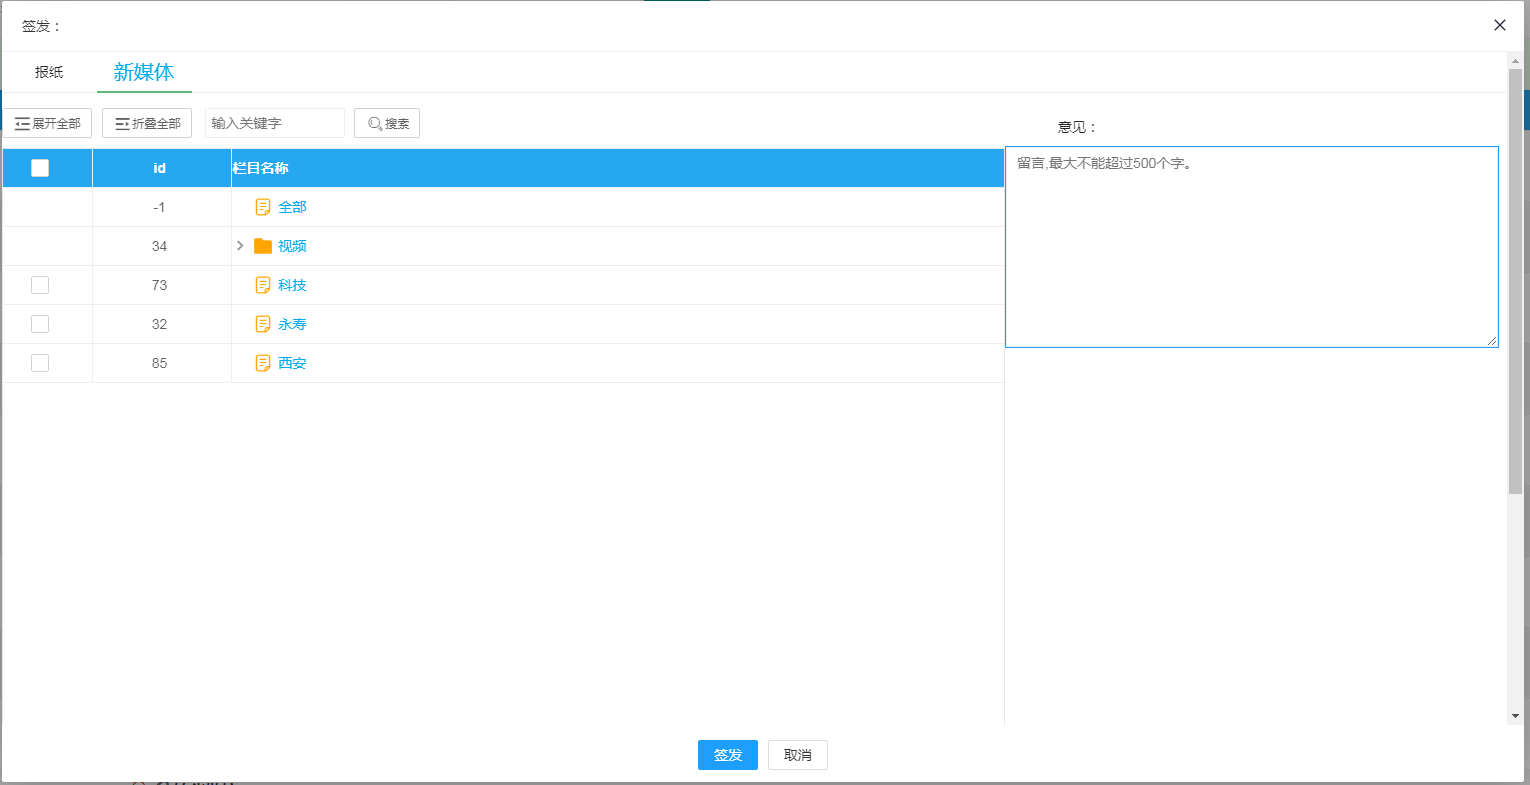 签发：
报纸 新媒体
展开全部 折叠全部 输入关键字 搜索
意见：
id 栏目名称
留言,最大不能超过500个字。
-1 全部
34 视频
73 科技
32 永寿
85 西安
签发 取消